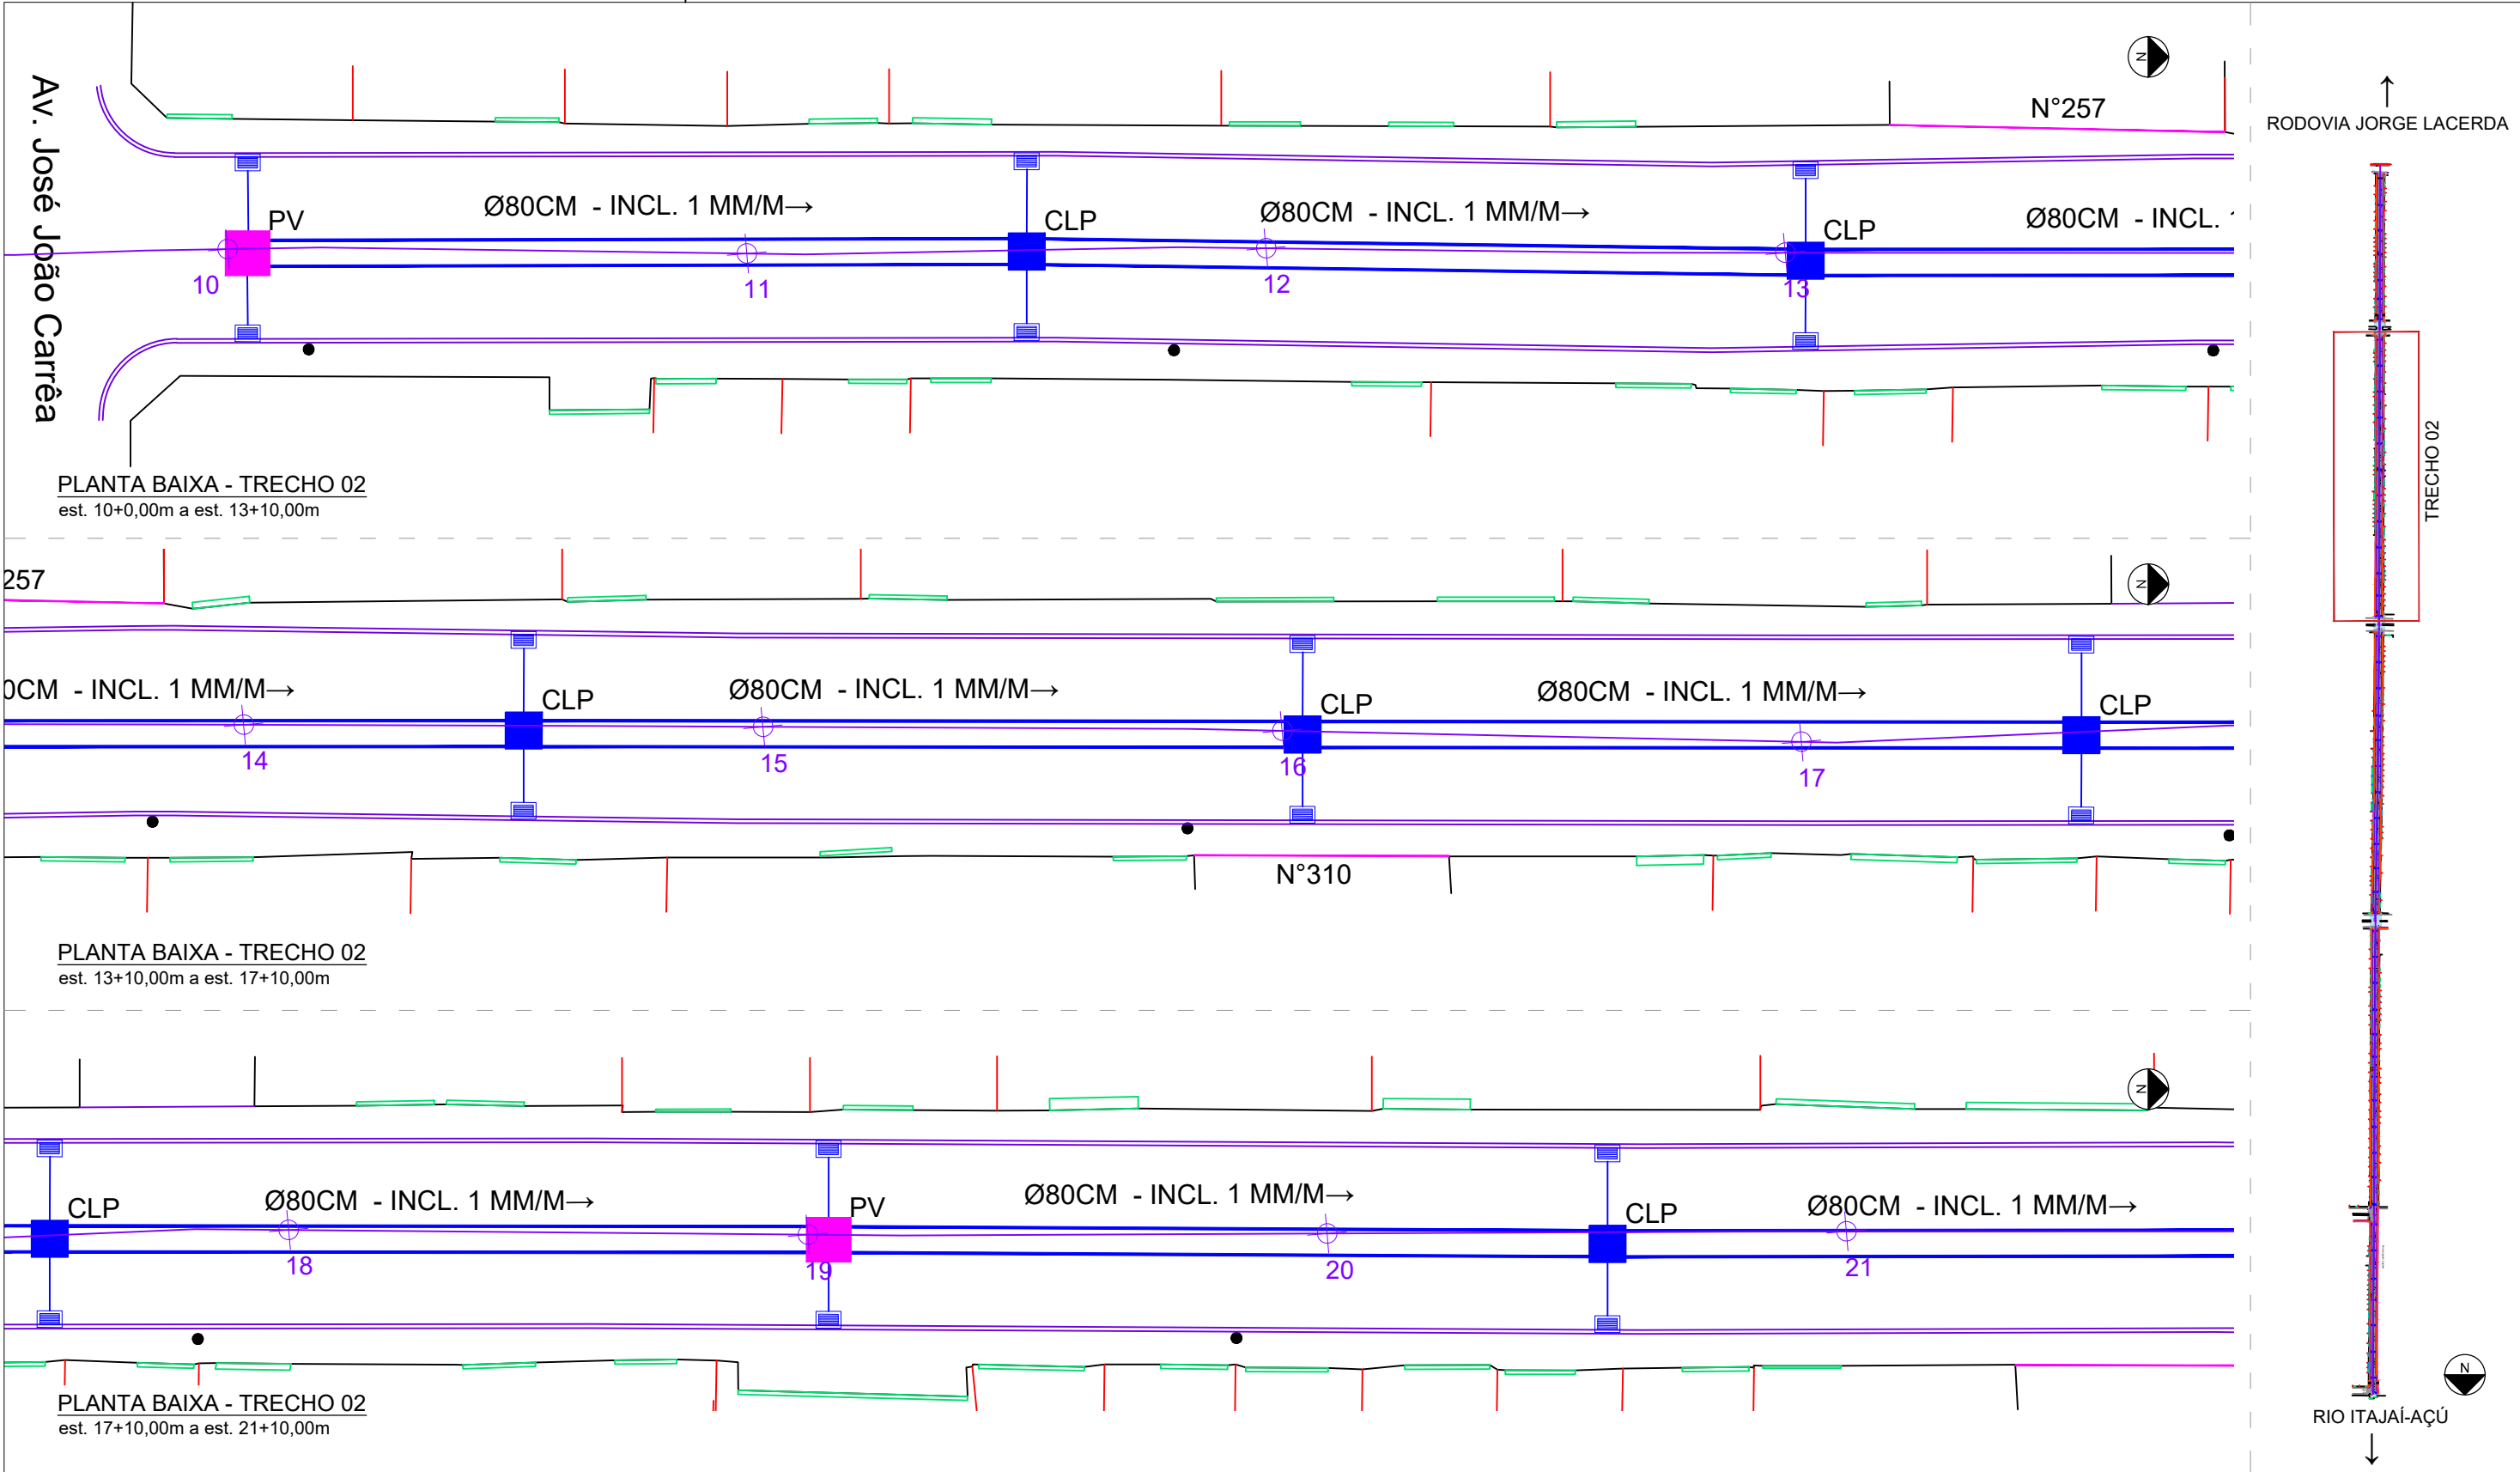 Av. José João Carrêa
N
N°257
PV
Ø80CM - INCL. 1 MM/M→
CLP
Ø80CM - INCL. 1 MM/M→
CLP
Ø80CM - INCL.
10
11
12
13
PLANTA BAIXA - TRECHO 02
est. 10+0,00m a est. 13+10,00m
257
N
0CM - INCL. 1 MM/M→
CLP
Ø80CM - INCL. 1 MM/M→
CLP
Ø80CM - INCL. 1 MM/M→
CLP
14
15
16
17
N°310
PLANTA BAIXA - TRECHO 02
est. 13+10,00m a est. 17+10,00m
N
CLP
Ø80CM - INCL. 1 MM/M→
PV
Ø80CM - INCL. 1 MM/M→
CLP
Ø80CM - INCL. 1 MM/M→
18
19
20
21
PLANTA BAIXA - TRECHO 02
est. 17+10,00m a est. 21+10,00m
RODOVIA JORGE LACERDA
TRECHO 02
N
RIO ITAJAÍ-AÇÚ